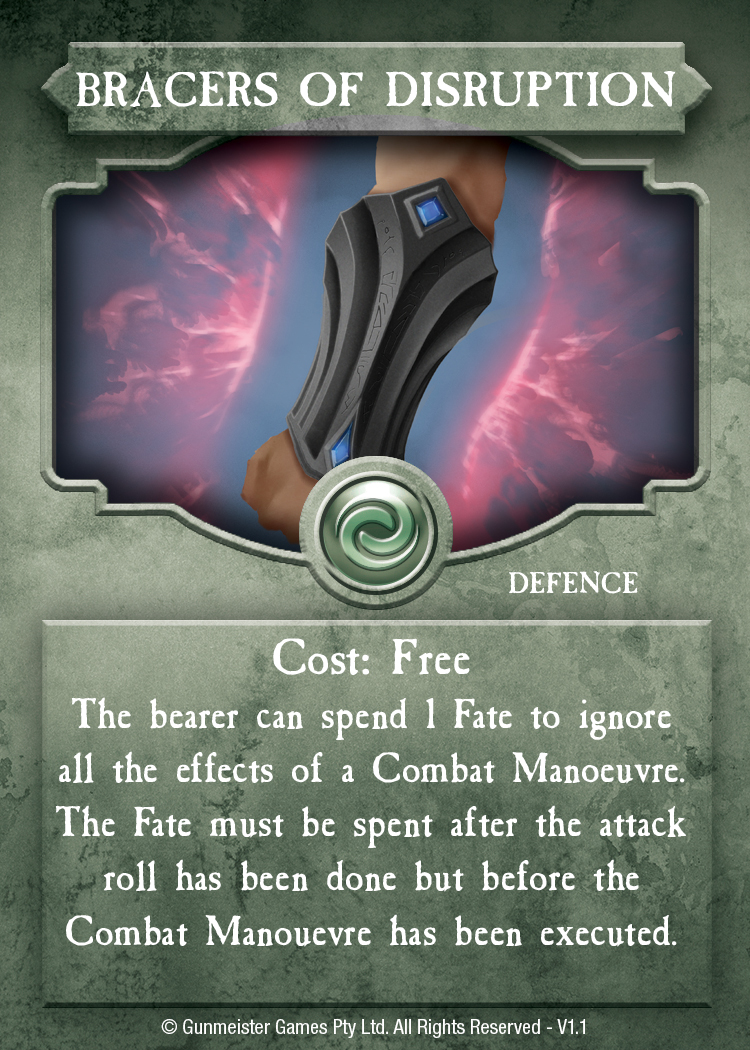 BRACERS OF DISRUPTION
DEFENCE
Cost: Free
The bearer can spend 1 Fate to ignore
all the effects of a Combat Manoeuvre.
The Fate must be spent after the attack
roll has been done but before the
Combat Manouevre has been executed.
© Gunmeister Games Pty Ltd. All Rights Reserved - V1.1